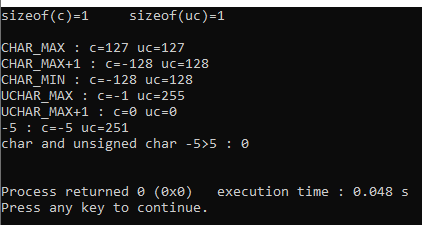 sizeof(c)=1     sizeof(uc)=1
CHAR_MAX : c=127 uc=127
CHAR_MAX+1 : c=-128 uc=128
CHAR_MIN : c=-128 uc=128
UCHAR_MAX : c=-1 uc=255
UCHAR_MAX+1 : c=0 uc=0
-5 : c=-5 uc=251
char and unsigned char -5>5 : 0
Process returned 0 (0x0)   execution time : 0.048 s
Press any key to continue.